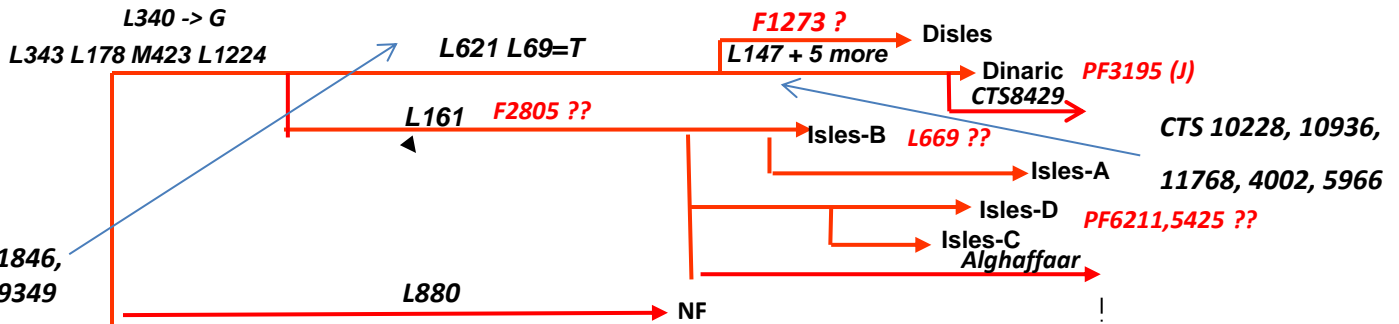 L340 -> G
F1273 ?
Disles
L343 L178 M423 L1224
L621 L69=T
L147 + 5 more
Dinaric
PF3195 (J)
CTS8429
L161
F2805 ??
Isles-B
L669 ??
CTS 10228, 10936,
11768, 4002, 5966
Isles-A
Isles-D
PF6211,5425 ??
Isles-C
Alghaffaar
1846,
9349
L880
NF